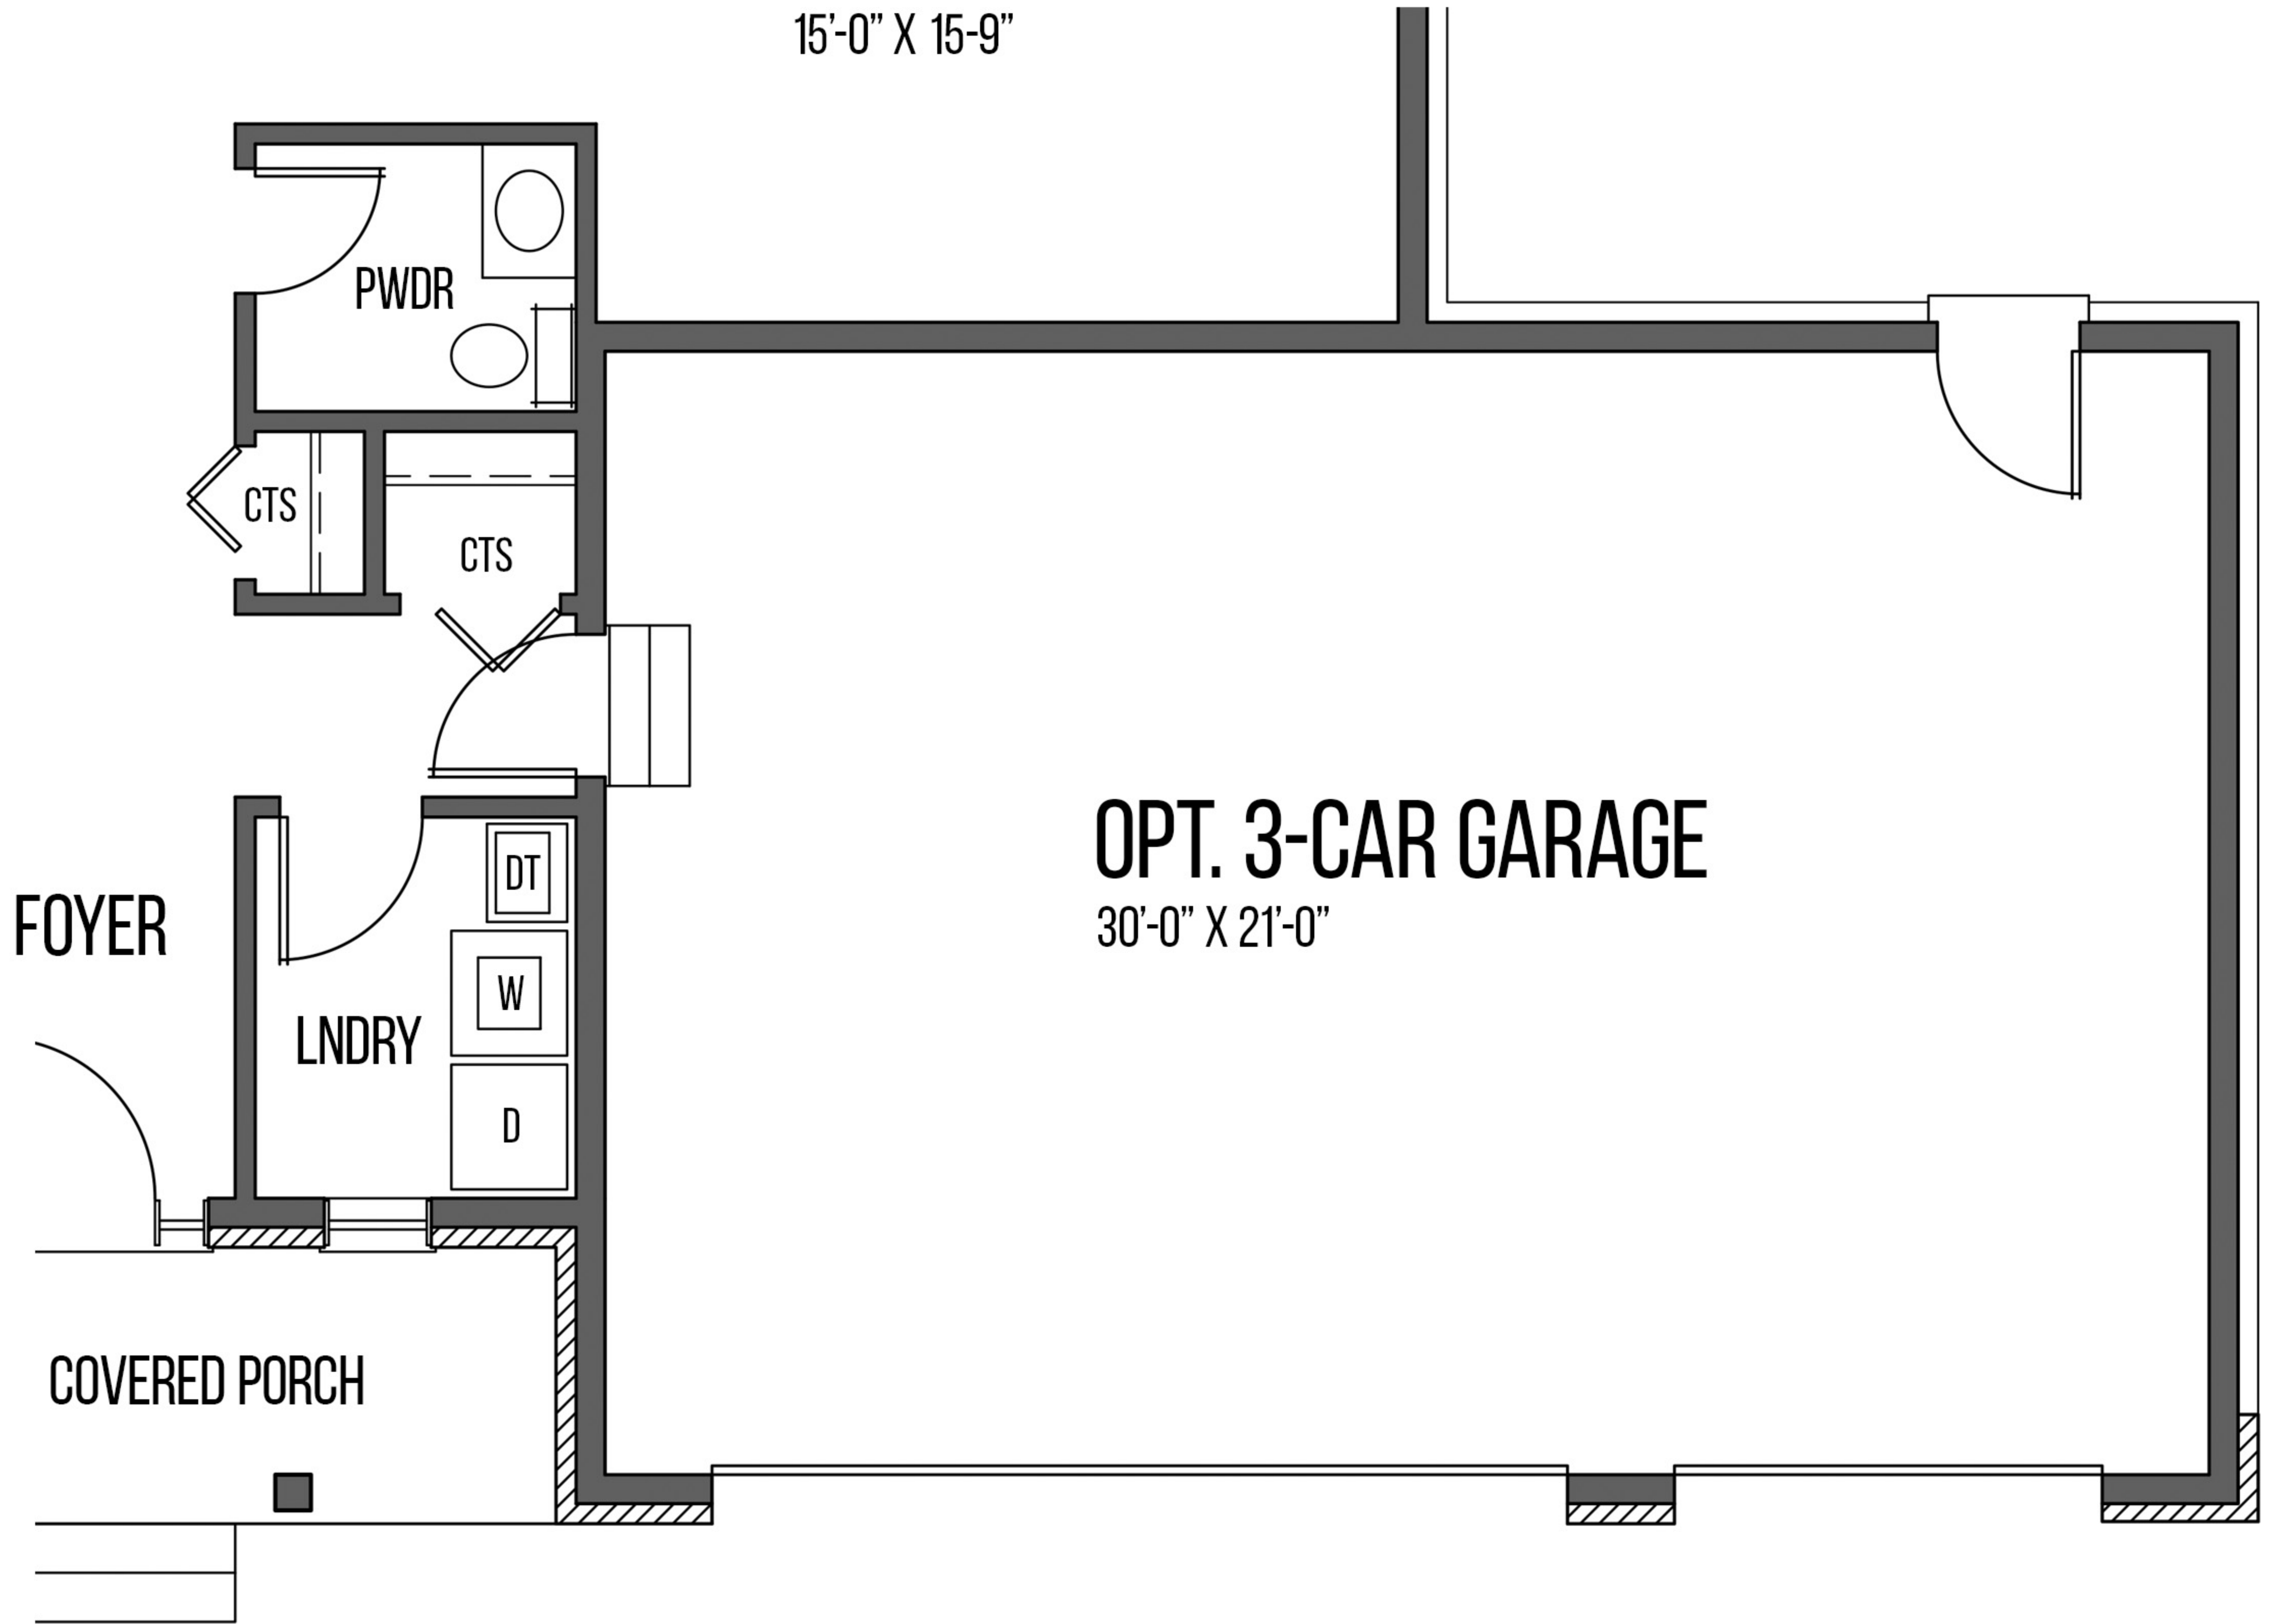 15’-0” X 15-9”
PWDR
CTS
CTS
OPT. 3-CAR GARAGE
30’-0” X 21’-0”
DT
FOYER
W
LNDRY
D
COVERED PORCH